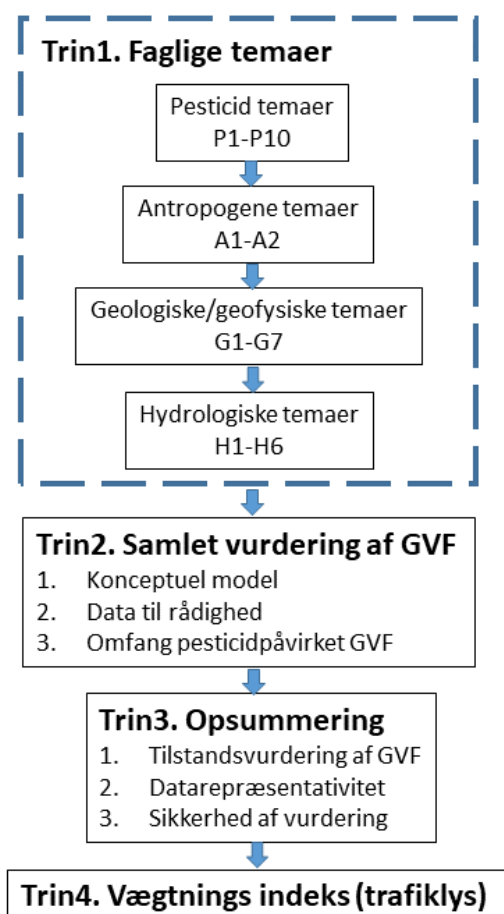 Trin1. Faglige temaer
Pesticid temaer
P1-P10
Antropogene temaer
A1-A2
Geologiske/geofysiske temaer
G1-G7
Hydrologiske temaer
H1-H6
Trin2. Samlet vurdering af GVF
1. Konceptuel model
2. Data til rådighed
3. Omfang pesticidpåvirket GVF
Trin3. Opsummering
1. Tilstandsvurdering af GVF
2. Datarepræsentativitet
3. Sikkerhed af vurdering
Trin4. Vægtnings indeks (trafiklys)